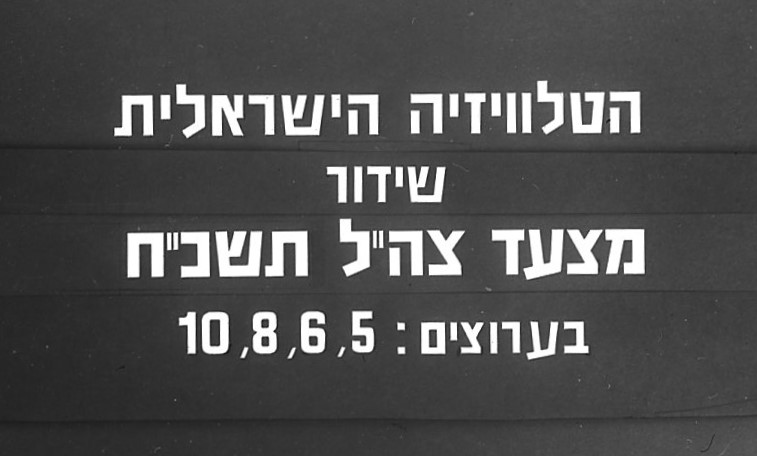 הטלוויזיה הישראלית
שידור
מצעד צה"ל תשכ"ח
בערוצים: 5, 6, 8, 10